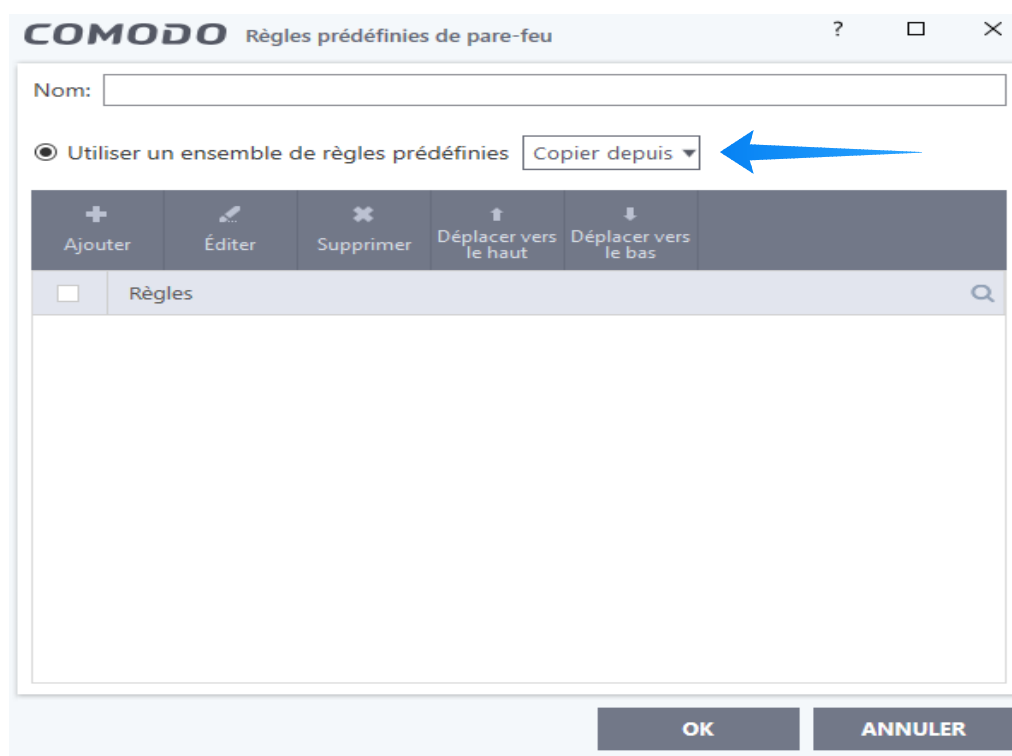 COMODO Règles prédéfinies de pare-feu ?
Nom:
Utiliser un ensemble de règles prédéfinies Copier depuis
Ajouter Éditer Supprimer Déplacer vers le haut Déplacer vers le bas
Règles
OK ANNULER